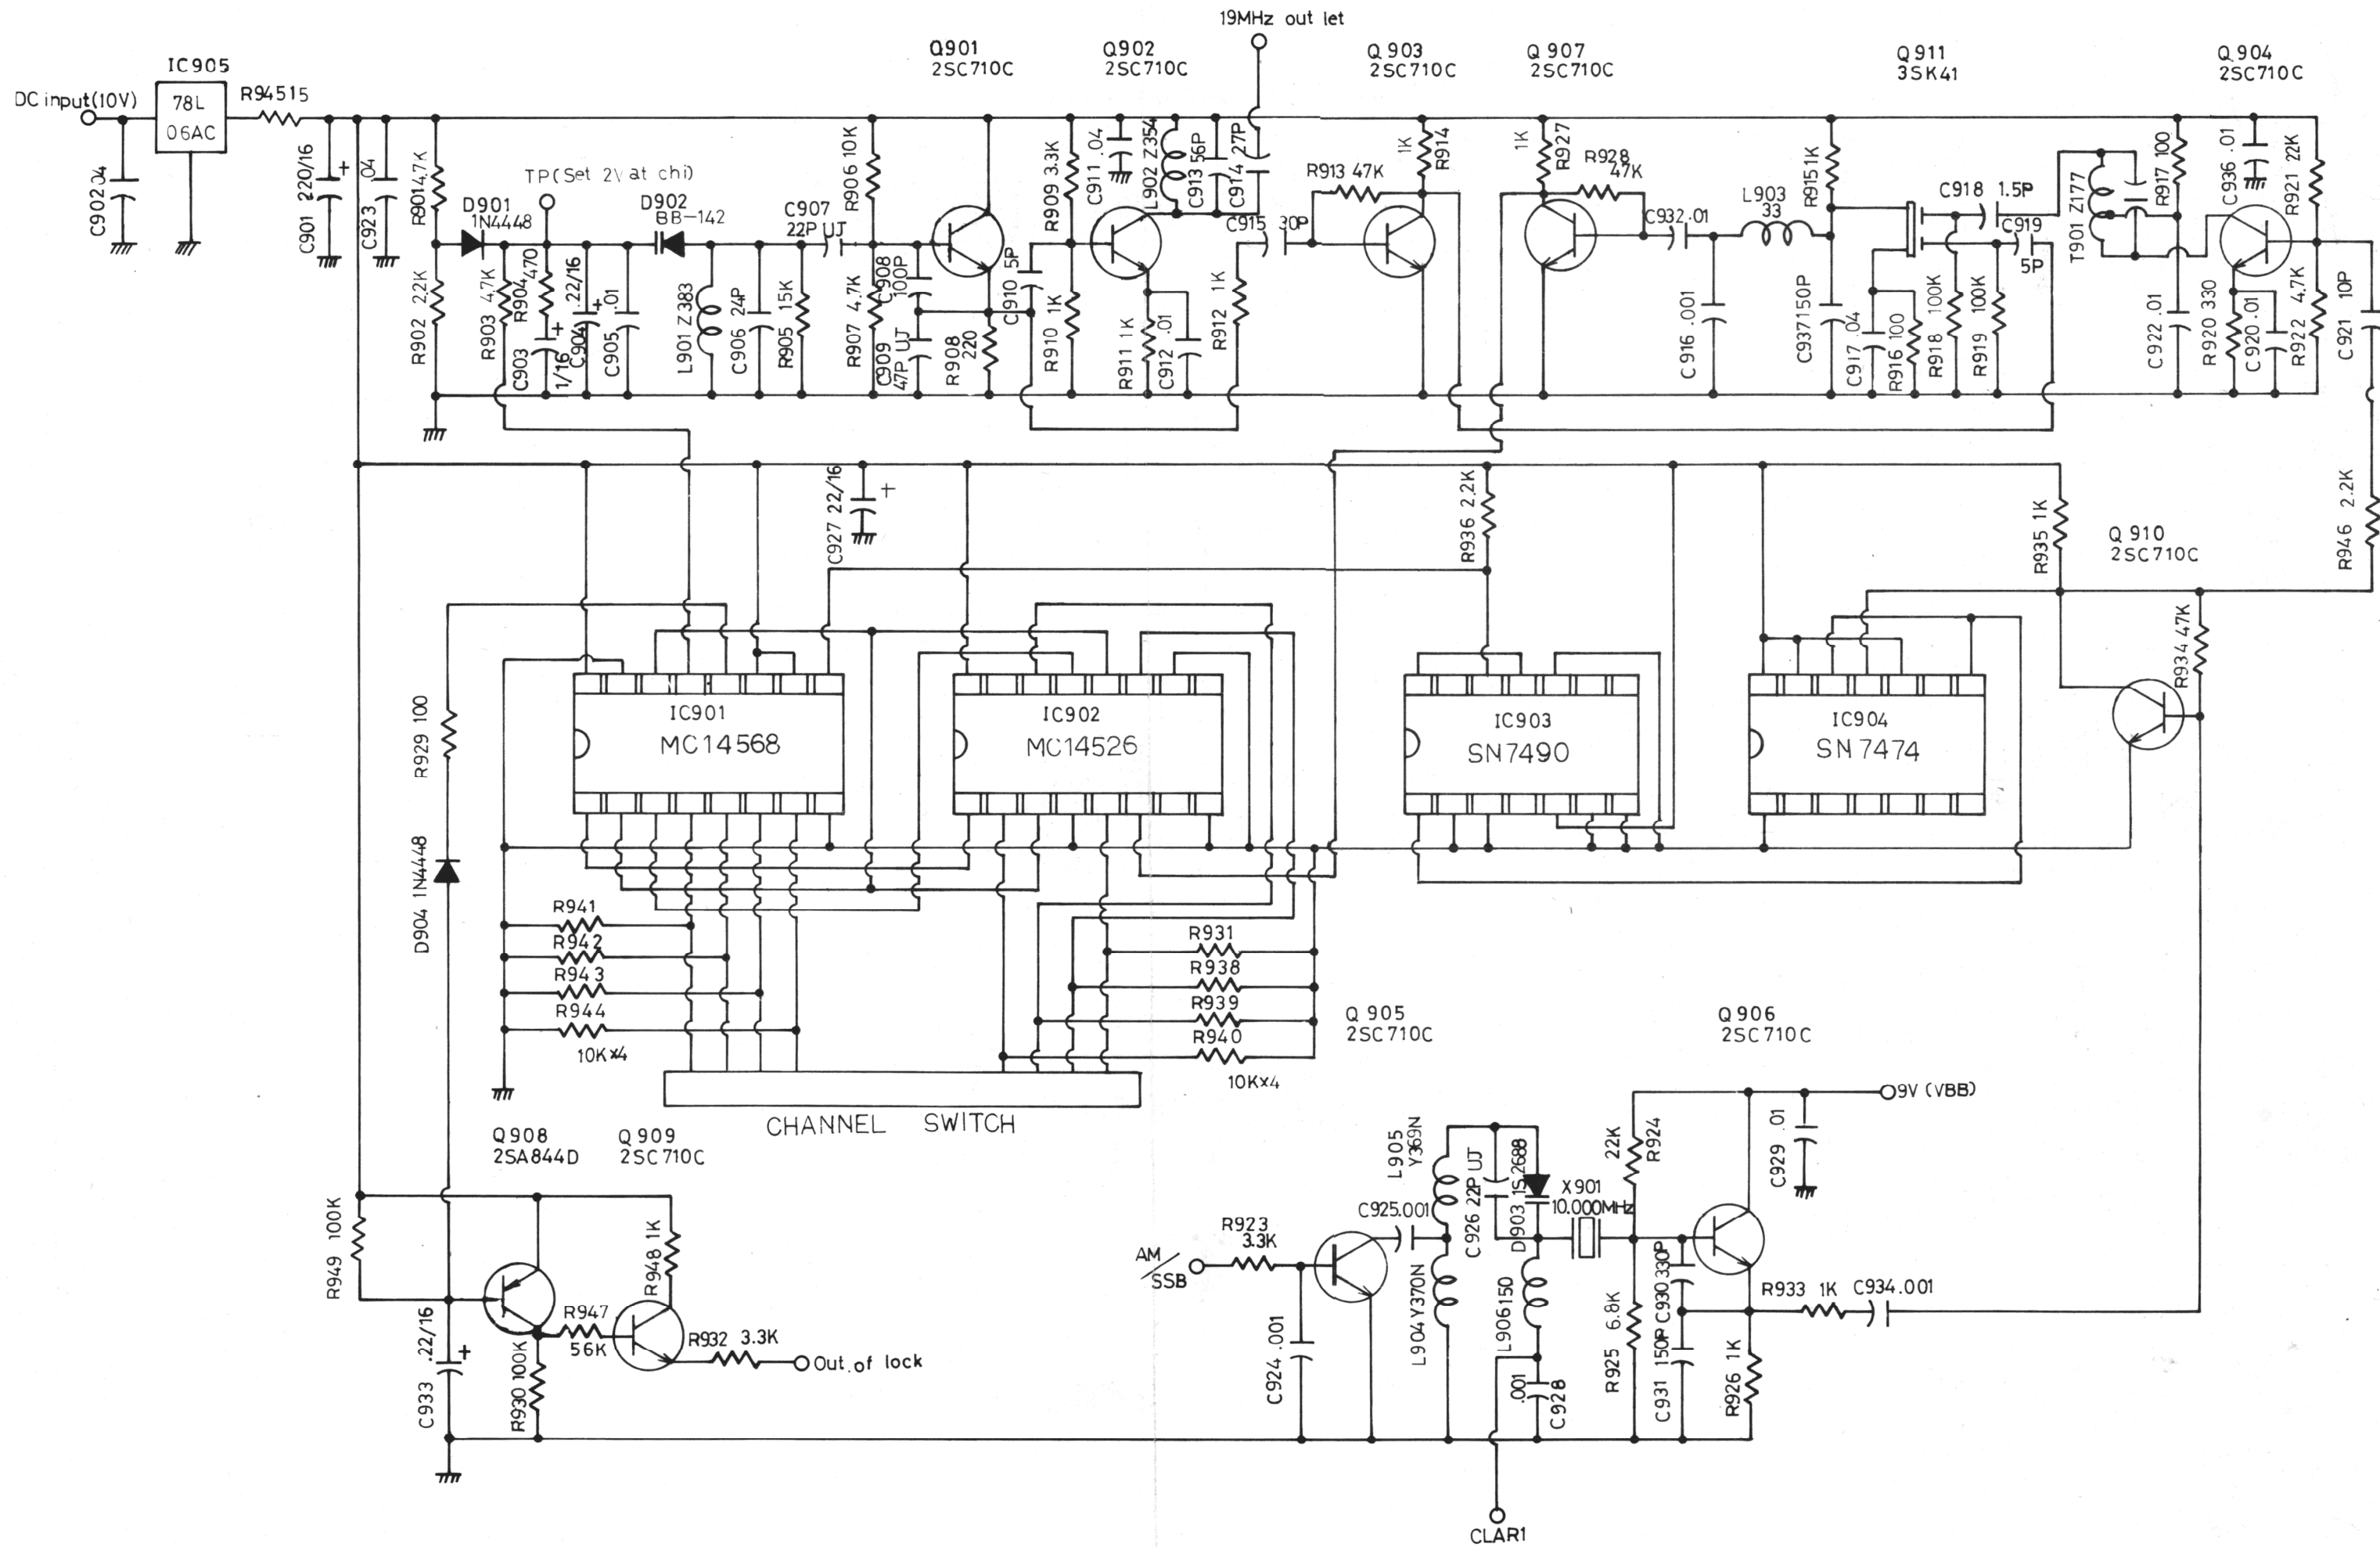 19MHz out let
IC905
78L
06AC
DC input(10V)
R945 15
C902 .04
C901 220/16
+
C923 .04
R901 4.7K
R902 2.2K
D901
1N4448
TP(Set 2V at ch1)
R903 4.7K
R904 470
C903 1/16
+
C904 .22/16
+
C905 .01
D902
BB-142
L901 Z383
C906 24P
R905 15K
C907
22P UJ
R906 10K
R907 4.7K
C908
100P
C909
47P UJ
Q901
2SC710C
R908
220
C910 5P
R909 3.3K
R910 1K
Q902
2SC710C
C911 .04
L902 Z354
C913 56P
C914 27P
R911 1K
C912 .01
R912 1K
C915 30P
Q903
2SC710C
R913 47K
1K
R914
Q907
2SC710C
1K
R927
R928
47K
C932 .01
C916 .001
L903
33
R915 1K
C937 150P
Q911
3SK41
C918 1.5P
C919
5P
C917 .04
R916 100
R918 100K
R919 100K
T901 Z177
R917 100
C922 .01
Q904
2SC710C
C936 .01
R921 22K
R920 330
C920 .01
R922 4.7K
C921 10P
C927 22/16
+
R936 2.2K
R935 1K
Q910
2SC710C
R946 2.2K
R934 47K
IC901
MC14568
IC902
MC14526
IC903
SN7490
IC904
SN7474
R929 100
D904 1N4448
R941
R942
R943
R944
10K×4
R931
R938
R939
R940
10K×4
CHANNEL SWITCH
Q908
2SA844D
Q909
2SC710C
R949 100K
R948 1K
R947
56K
R932 3.3K
Out of lock
C933 .22/16
+
R930 100K
Q905
2SC710C
Q906
2SC710C
AM
/SSB
R923
3.3K
C924 .001
C925 .001
L905
Y369N
L904 Y370N
C926 22P UJ
D903 1S2688
X901
10.000MHz
L906 150
.001
C928
CLAR1
22K
R924
R925 6.8K
C930 330P
C931 150P
R926 1K
R933 1K
C934 .001
C929 .01
9V (VBB)